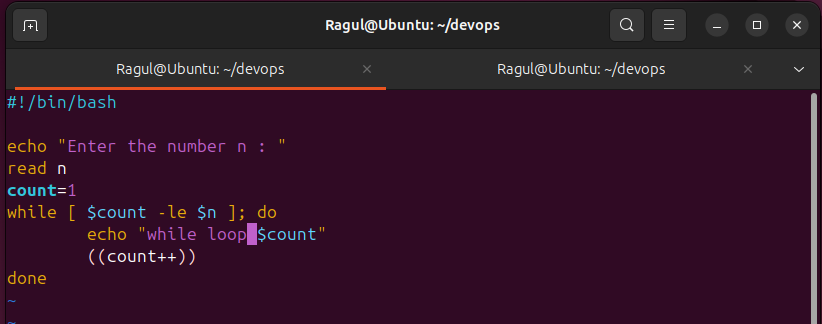 Ragul@Ubuntu: ~/devops
Ragul@Ubuntu: ~/devops
Ragul@Ubuntu: ~/devops
#!/bin/bash

echo "Enter the number n : "
read n
count=1
while [ $count -le $n ]; do
        echo "while loop $count"
        ((count++))
done
~
~